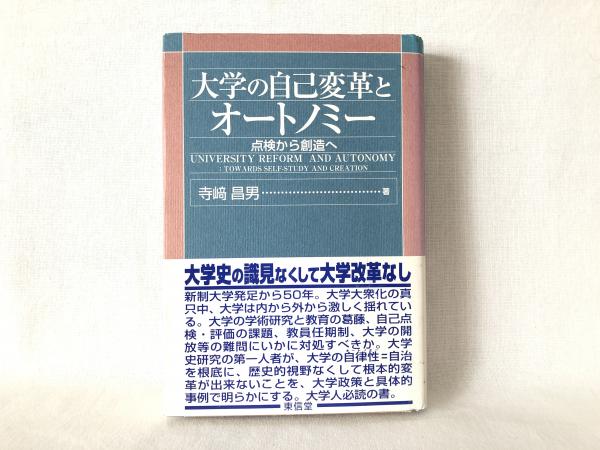 大学の自己変革と
オートノミー
点検から創造へ
UNIVERSITY REFORM AND AUTONOMY
: TOWARDS SELF-STUDY AND CREATION
寺﨑 昌男………………………………著
大学史の識見なくして大学改革なし
新制大学発足から50年。大学大衆化の真
只中、大学は内から外から激しく揺れてい
る。大学の学術研究と教育の葛藤、自己点
検・評価の課題、教員任期制、大学の開
放等の難問にいかに対処すべきか。大学
史研究の第一人者が、大学の自律性=自治
を根底に、歴史的視野なくして根本的変
革が出来ないことを、大学政策と具体的
事例で明らかにする。大学人必読の書。
東信堂